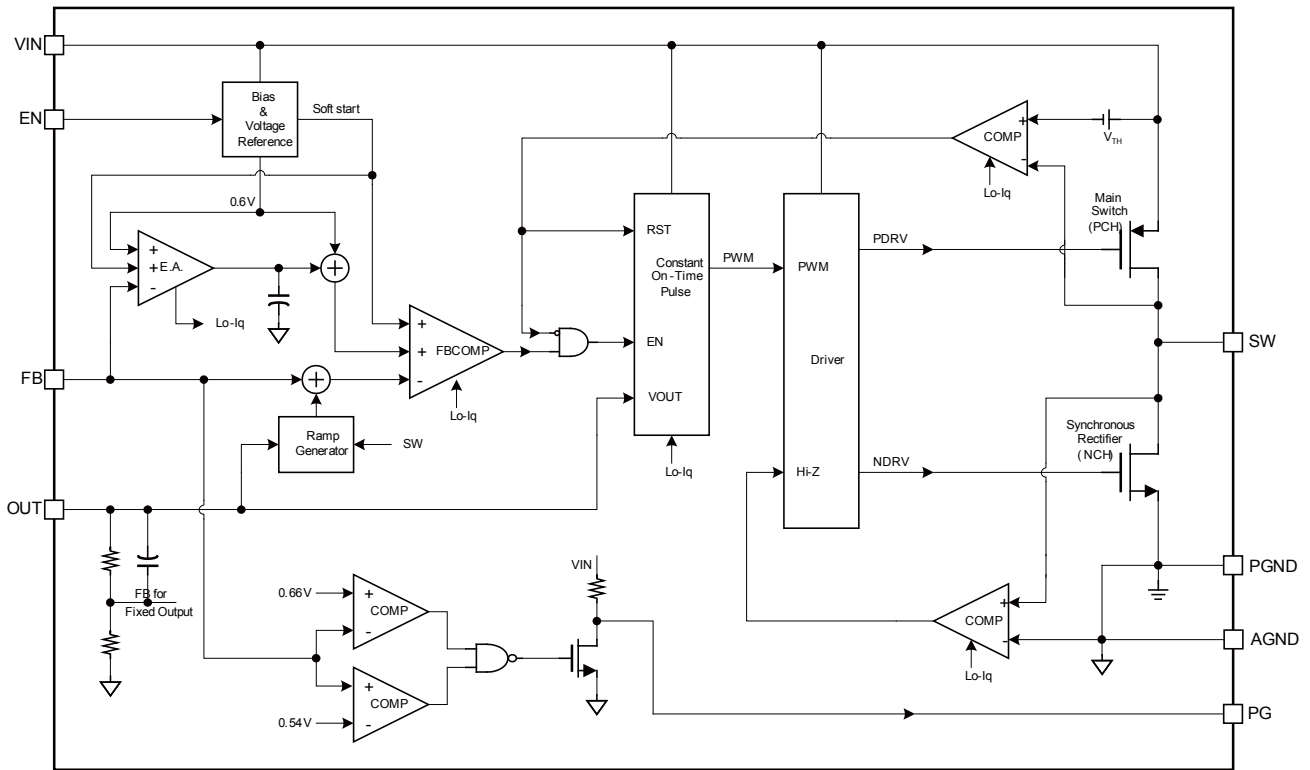 VIN
EN
Bias
&
Voltage
Reference
Soft start
0.6V
+
+
-
E.A.
Lo-Iq
+
FB
+
Ramp
Generator
SW
+
+
-
FBCOMP
Lo-Iq
OUT
FB for
Fixed Output
RST
Constant
On-Time
Pulse
EN
VOUT
Lo-Iq
PWM
PWM
Driver
Hi-Z
PDRV
NDRV
+
-
COMP
Lo-Iq
VTH
Main
Switch
(PCH)
SW
Synchronous
Rectifier
(NCH)
+
-
COMP
Lo-Iq
PGND
AGND
PG
0.66V
+
-
COMP
0.54V
+
-
COMP
VIN